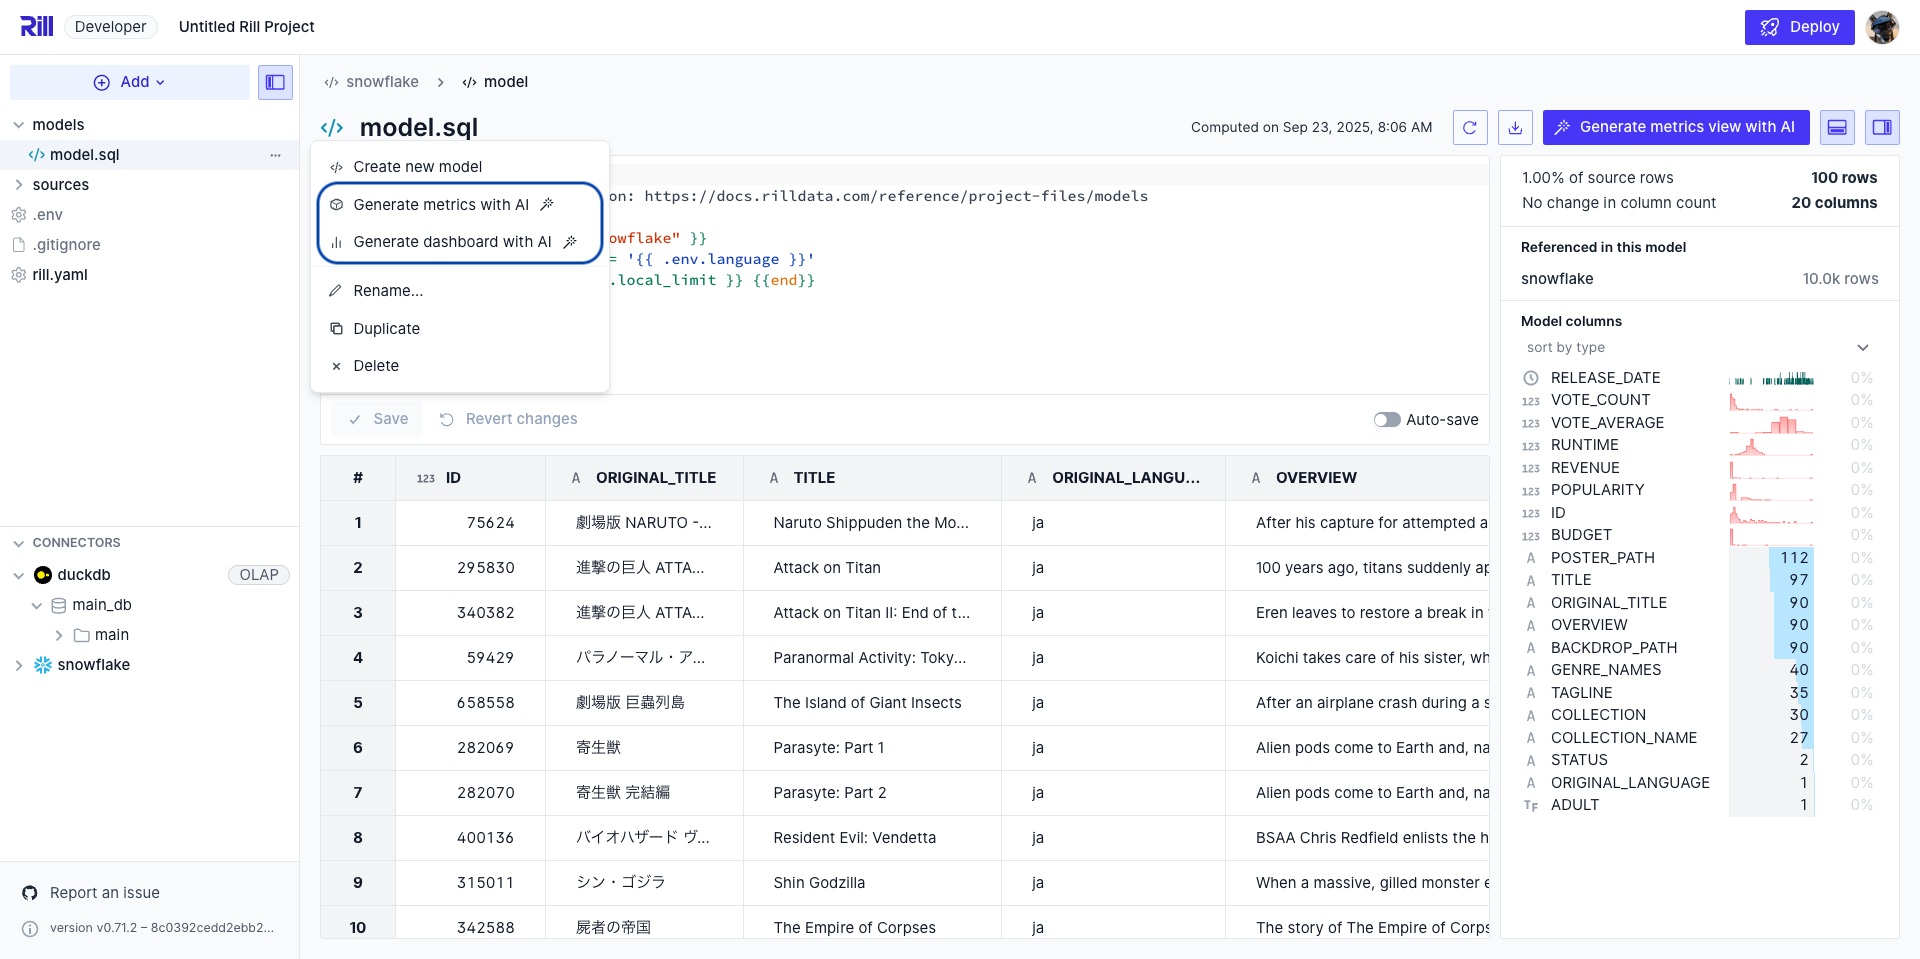 Rill Developer Untitled Rill Project Deploy
Add
models
model.sql ...
sources
.env
.gitignore
rill.yaml
CONNECTORS
duckdb OLAP
main_db
main
snowflake
Report an issue
version v0.71.2 – 8c0392cedd2ebb2...
snowflake > model
model.sql
Computed on Sep 23, 2025, 8:06 AM
Generate metrics view with AI
Create new model
Generate metrics with AI
Generate dashboard with AI
Rename...
Duplicate
Delete
on: https://docs.rilldata.com/reference/project-files/models
owflake" }}
= '{{ .env.language }}'
.local_limit }} {{end}}
Save Revert changes Auto-save
# 123 ID A ORIGINAL_TITLE A TITLE A ORIGINAL_LANGU... A OVERVIEW
1 75624 劇場版 NARUTO -... Naruto Shippuden the Mo... ja After his capture for attempted a
2 295830 進撃の巨人 ATTA... Attack on Titan ja 100 years ago, titans suddenly ap
3 340382 進撃の巨人 ATTA... Attack on Titan II: End of t... ja Eren leaves to restore a break in
4 59429 パラノーマル・ア... Paranormal Activity: Toky... ja Koichi takes care of his sister, wh
5 658558 劇場版 巨蟲列島 The Island of Giant Insects ja After an airplane crash during a s
6 282069 寄生獣 Parasyte: Part 1 ja Alien pods come to Earth and, na
7 282070 寄生獣 完結編 Parasyte: Part 2 ja Alien pods come to Earth and, na
8 400136 バイオハザード ヴ... Resident Evil: Vendetta ja BSAA Chris Redfield enlists the h
9 315011 シン・ゴジラ Shin Godzilla ja When a massive, gilled monster e
10 342588 屍者の帝国 The Empire of Corpses ja The story of The Empire of Corps
1.00% of source rows 100 rows
No change in column count 20 columns
Referenced in this model
snowflake 10.0k rows
Model columns
sort by type
RELEASE_DATE 0%
123 VOTE_COUNT 0%
123 VOTE_AVERAGE 0%
123 RUNTIME 0%
123 REVENUE 0%
123 POPULARITY 0%
123 ID 0%
123 BUDGET 0%
A POSTER_PATH 112 0%
A TITLE 97 0%
A ORIGINAL_TITLE 90 0%
A OVERVIEW 90 0%
A BACKDROP_PATH 90 0%
A GENRE_NAMES 40 0%
A TAGLINE 35 0%
A COLLECTION 30 0%
A COLLECTION_NAME 27 0%
A STATUS 2 0%
A ORIGINAL_LANGUAGE 1 0%
TF ADULT 1 0%